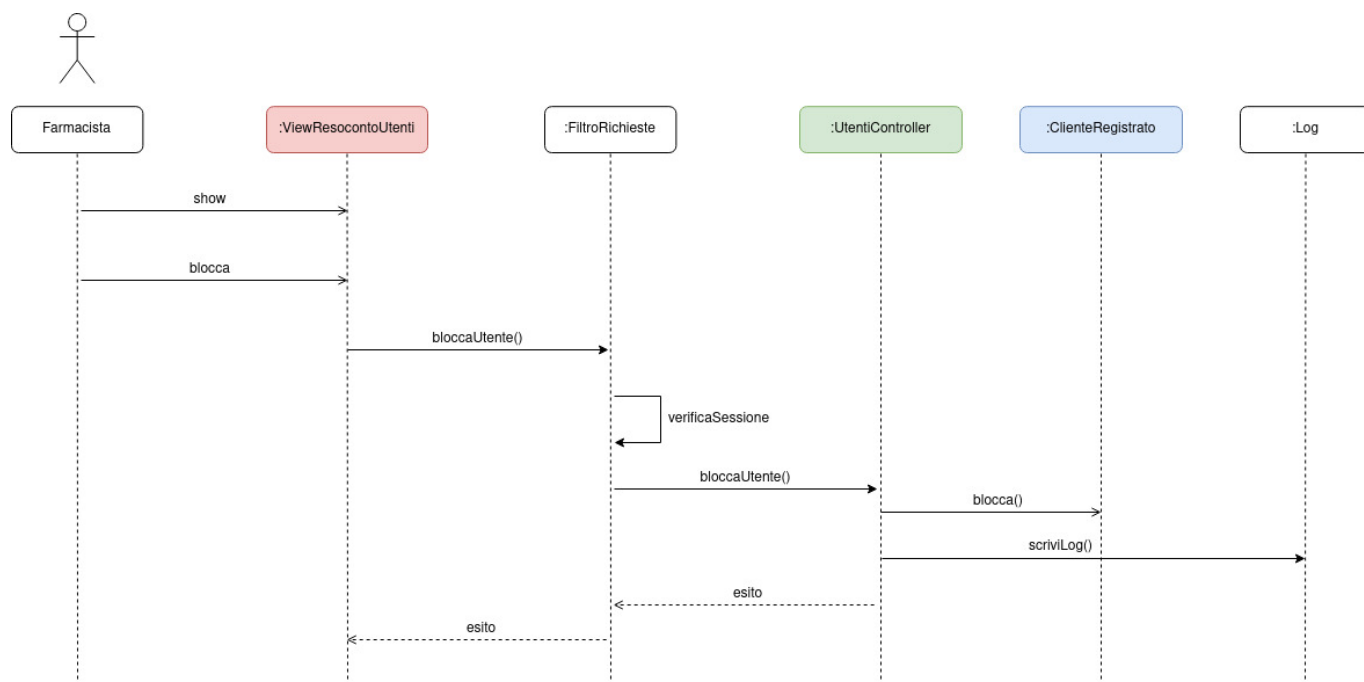 Farmacista
:ViewResocontoUtenti
:FiltroRichieste
:UtentiController
:ClienteRegistrato
:Log
show
blocca
bloccaUtente()
verificaSessione
bloccaUtente()
blocca()
scriviLog()
esito
esito